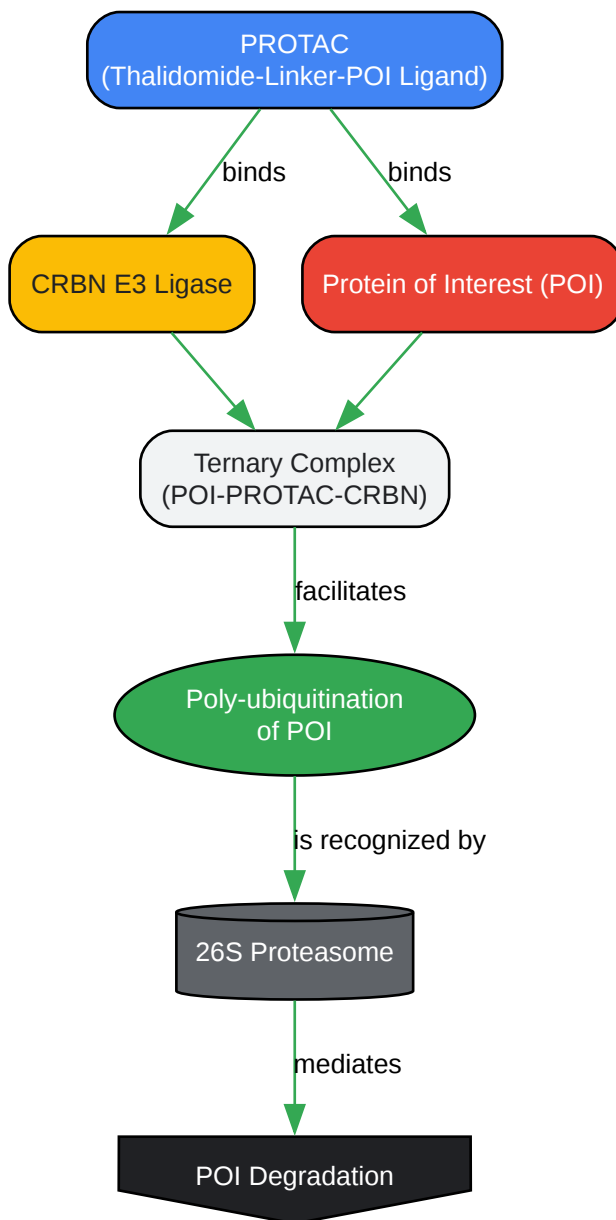 PROTAC
(Thalidomide-Linker-POI Ligand)
binds
binds
CRBN E3 Ligase
Protein of Interest (POI)
Ternary Complex
(POI-PROTAC-CRBN)
facilitates
Poly-ubiquitination
of POI
is recognized by
26S Proteasome
mediates
POI Degradation